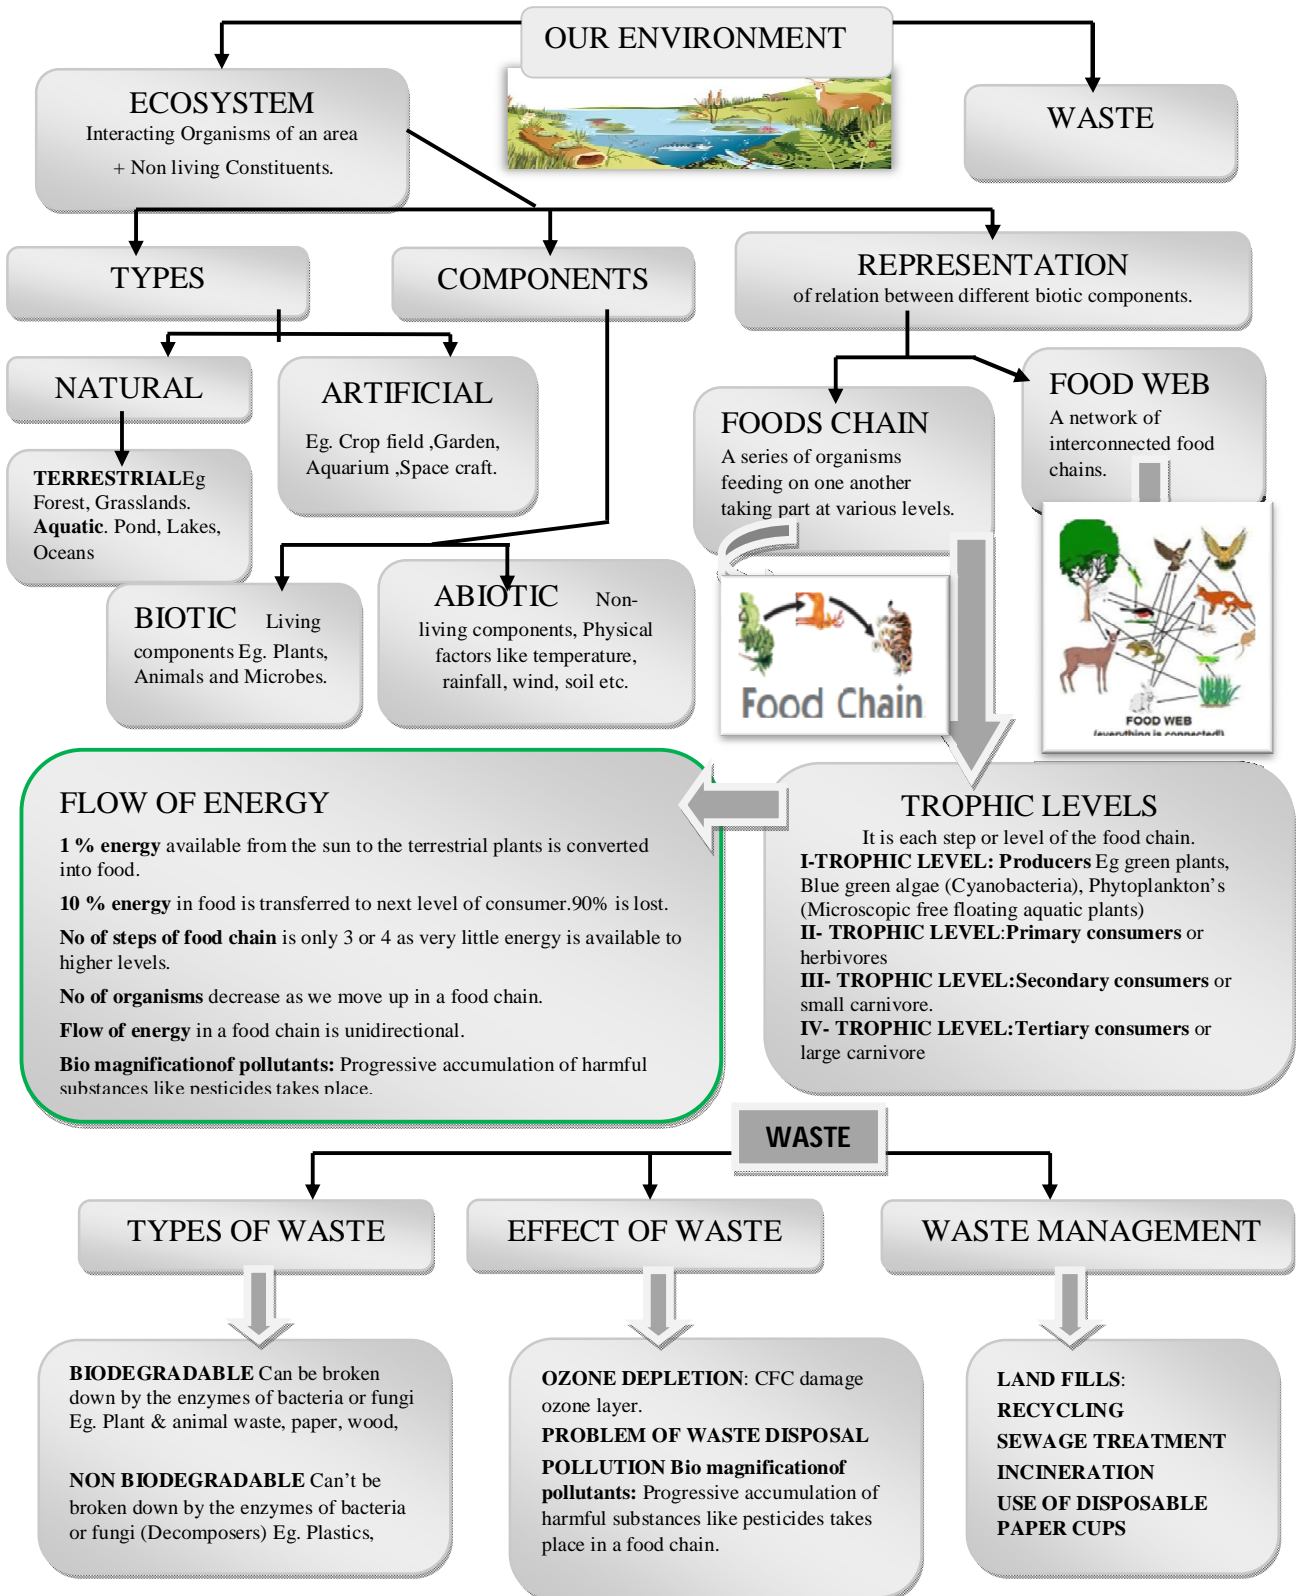 OUR ENVIRONMENT
ECOSYSTEM
Interacting Organisms of an area
+ Non living Constituents.
WASTE
TYPES
COMPONENTS
REPRESENTATION
of relation between different biotic components.
NATURAL
ARTIFICIAL
Eg. Crop field ,Garden,
Aquarium ,Space craft.
FOODS CHAIN
A series of organisms
feeding on one another
taking part at various levels.
FOOD WEB
A network of
interconnected food
chains.
TERRESTRIALEg
Forest, Grasslands.
Aquatic. Pond, Lakes,
Oceans
BIOTIC Living
components Eg. Plants,
Animals and Microbes.
ABIOTIC Non-
living components, Physical
factors like temperature,
rainfall, wind, soil etc.
Food Chain
FOOD WEB
(everything is connected!)
FLOW OF ENERGY
1 % energy available from the sun to the terrestrial plants is converted
into food.
10 % energy in food is transferred to next level of consumer.90% is lost.
No of steps of food chain is only 3 or 4 as very little energy is available to
higher levels.
No of organisms decrease as we move up in a food chain.
Flow of energy in a food chain is unidirectional.
Bio magnificationof pollutants: Progressive accumulation of harmful
substances like pesticides takes place.
TROPHIC LEVELS
It is each step or level of the food chain.
I-TROPHIC LEVEL: Producers Eg green plants,
Blue green algae (Cyanobacteria), Phytoplankton’s
(Microscopic free floating aquatic plants)
II- TROPHIC LEVEL:Primary consumers or
herbivores
III- TROPHIC LEVEL:Secondary consumers or
small carnivore.
IV- TROPHIC LEVEL:Tertiary consumers or
large carnivore
WASTE
TYPES OF WASTE
EFFECT OF WASTE
WASTE MANAGEMENT
BIODEGRADABLE Can be broken
down by the enzymes of bacteria or fungi
Eg. Plant & animal waste, paper, wood,
NON BIODEGRADABLE Can’t be
broken down by the enzymes of bacteria
or fungi (Decomposers) Eg. Plastics,
OZONE DEPLETION: CFC damage
ozone layer.
PROBLEM OF WASTE DISPOSAL
POLLUTION Bio magnificationof
pollutants: Progressive accumulation of
harmful substances like pesticides takes
place in a food chain.
LAND FILLS:
RECYCLING
SEWAGE TREATMENT
INCINERATION
USE OF DISPOSABLE
PAPER CUPS